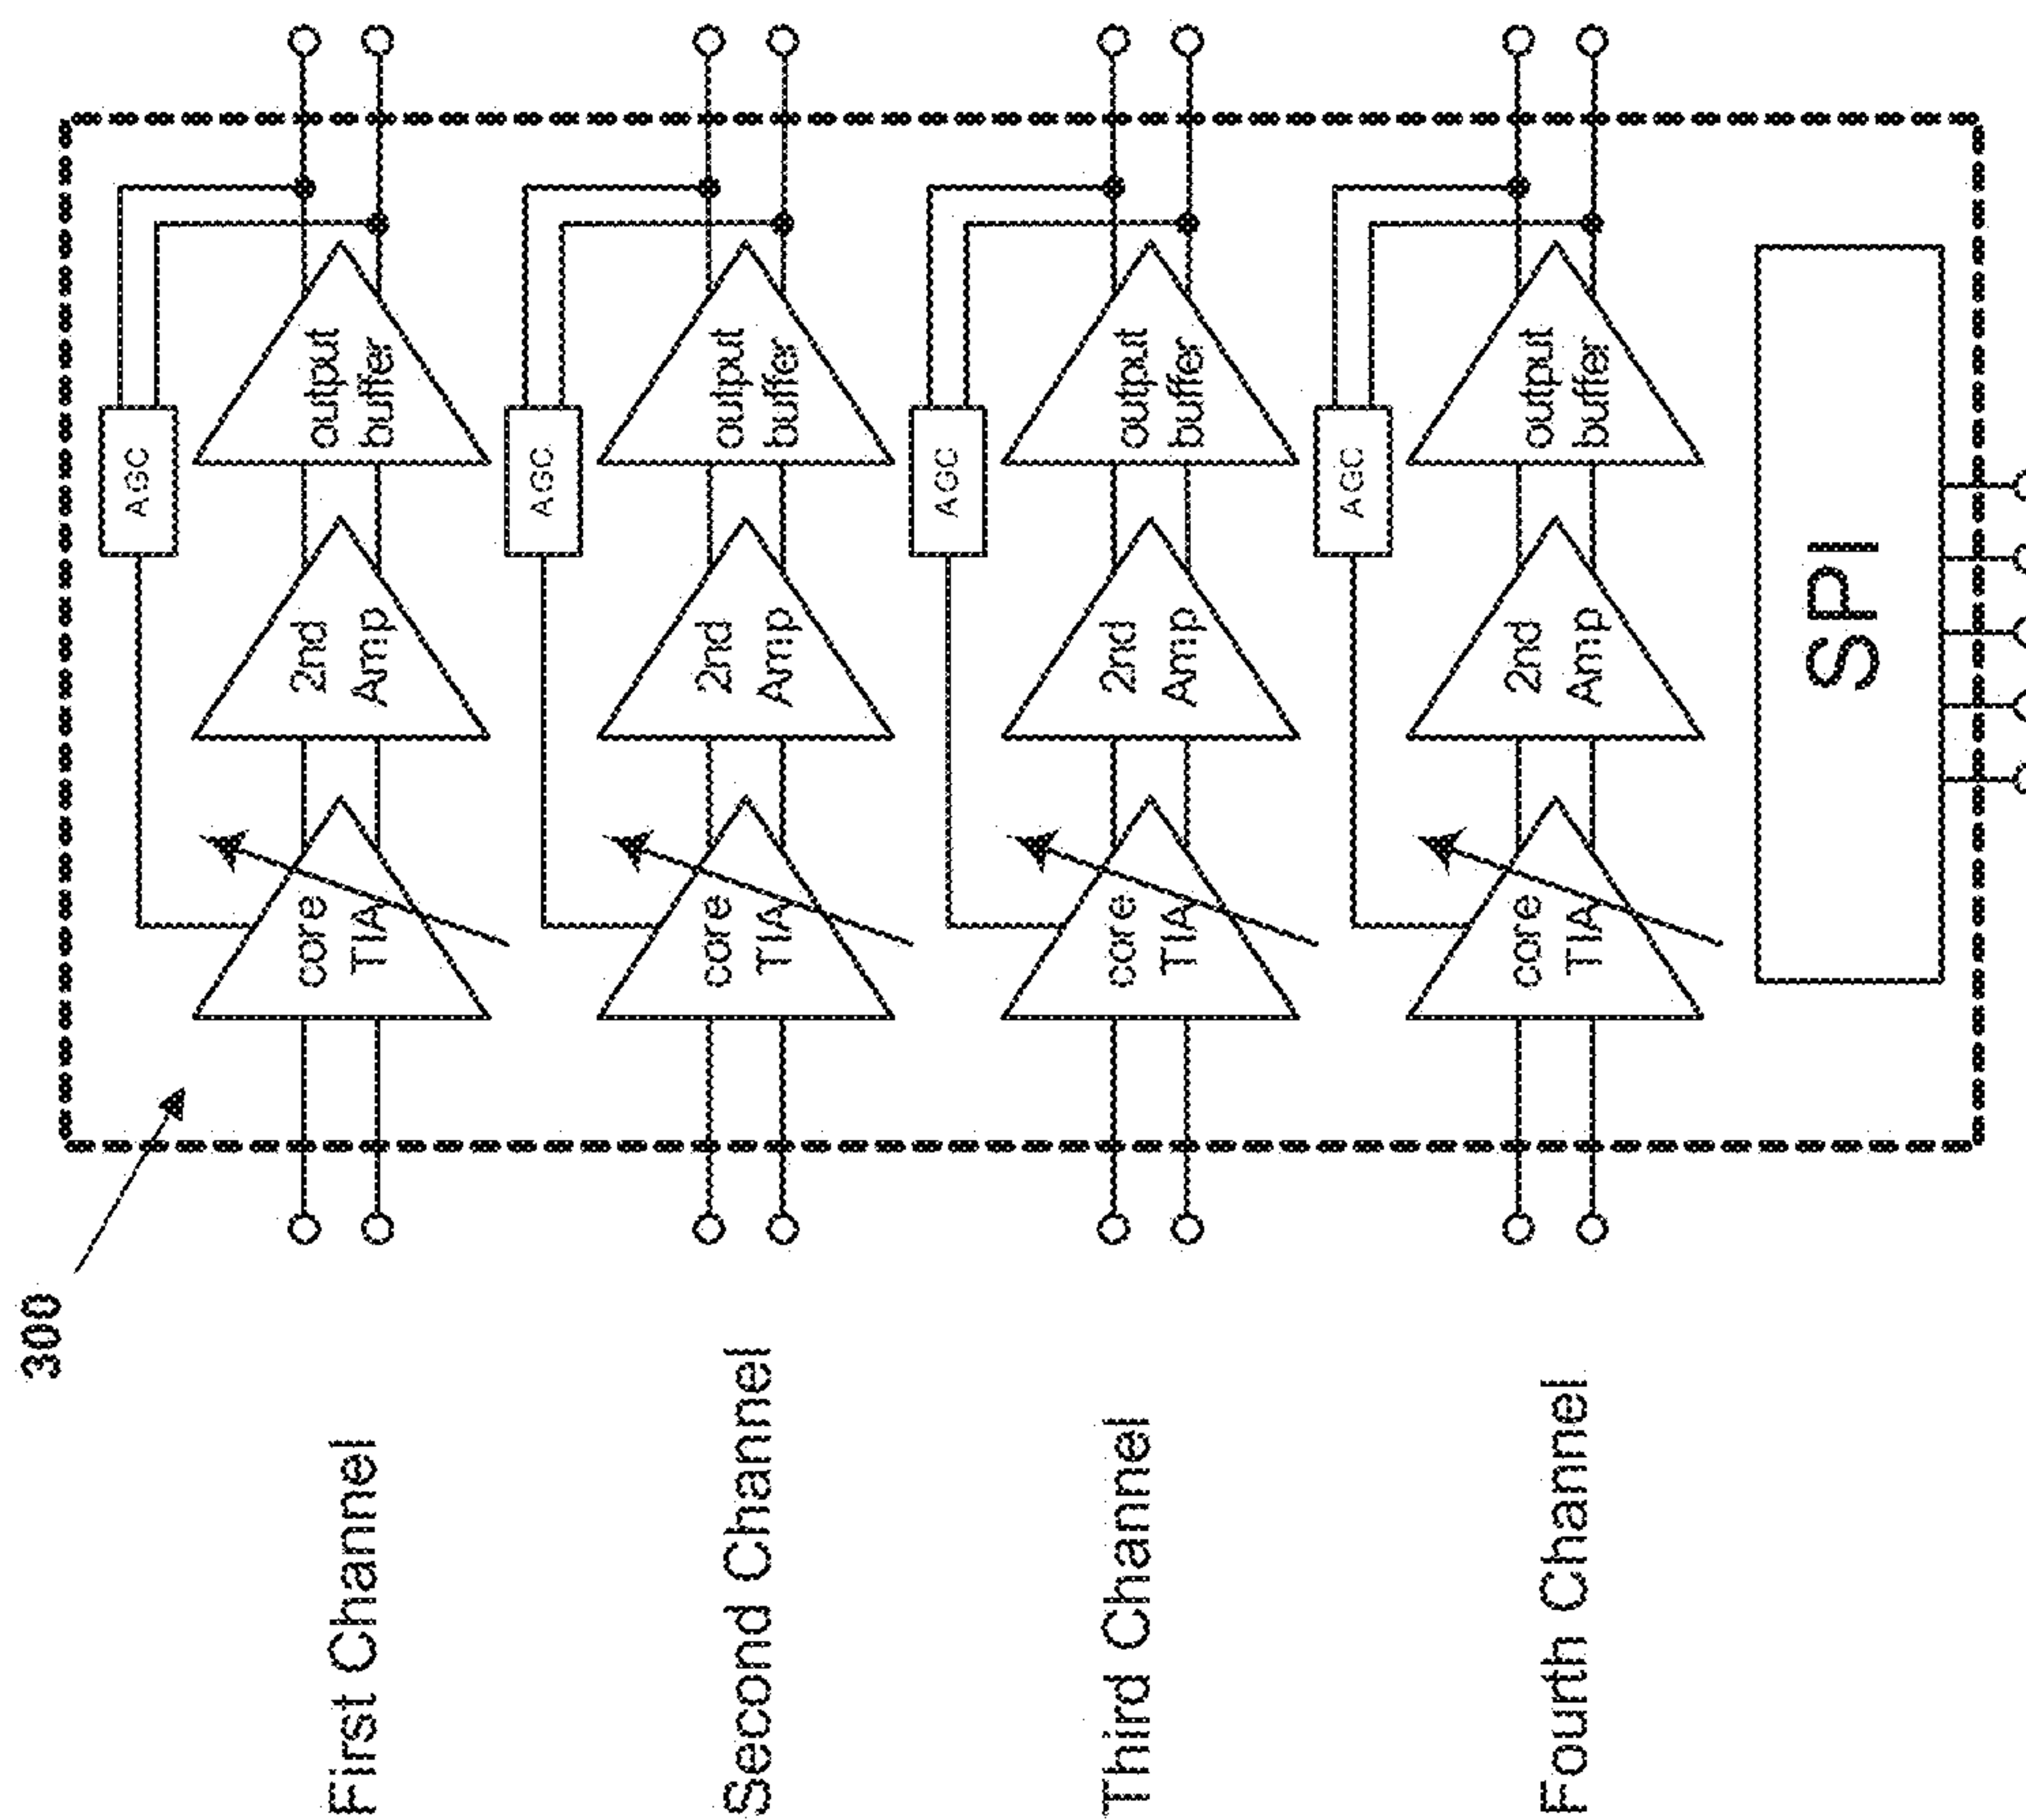 300
First Channel
AGC
core
TIA
2nd
Amp
output
buffer
Second Channel
AGC
core
TIA
2nd
Amp
output
buffer
Third Channel
AGC
core
TIA
2nd
Amp
output
buffer
Fourth Channel
AGC
core
TIA
2nd
Amp
output
buffer
SPI